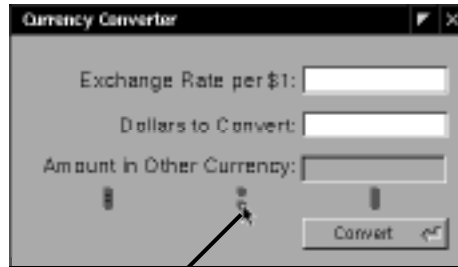 Currency Converter
Exchange Rate per $1:
Dollars to Convert:
Amount in Other Currency:
Convert